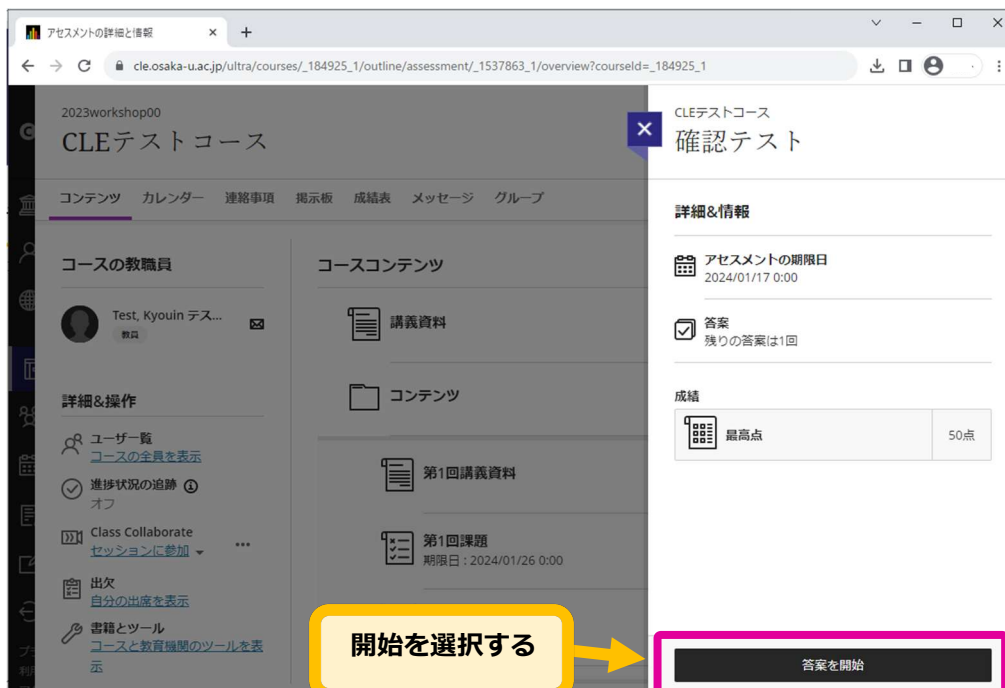 アセスメントの詳細と情報
cle.osaka-u.ac.jp/ultra/courses/_184925_1/outline/assessment/_1537863_1/overview?courseId=_184925_1
2023workshop00
CLEテストコース
コンテンツ カレンダー 連絡事項 掲示板 成績表 メッセージ グループ
コースの教職員
Test, Kyouin テス...
教員
詳細&操作
ユーザ一覧
コースの全員を表示
進捗状況の追跡
オフ
Class Collaborate
セッションに参加
出欠
自分の出席を表示
書籍とツール
コースと教育機関のツールを表
示
コースコンテンツ
講義資料
コンテンツ
第1回講義資料
第1回課題
期限日 : 2024/01/26 0:00
開始を選択する
CLEテストコース
確認テスト
詳細&情報
アセスメントの期限日
2024/01/17 0:00
答案
残りの答案は1回
成績
最高点 50点
答案を開始